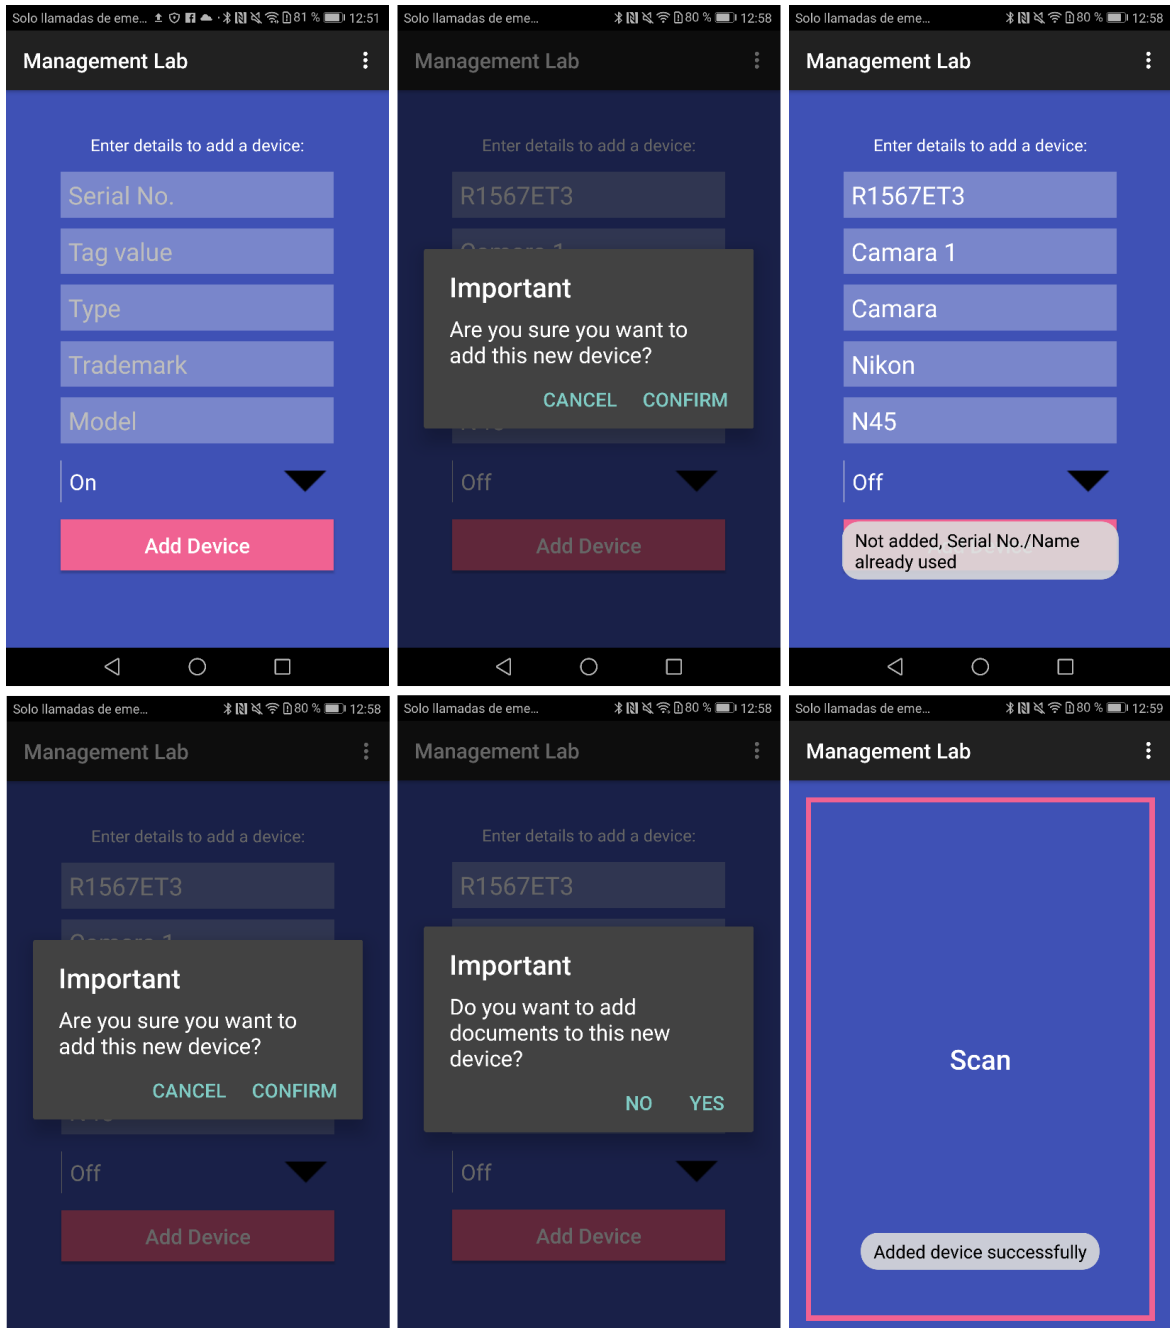 Solo llamadas de eme... 81 % 12:51
Management Lab
Enter details to add a device:
Serial No.
Tag value
Type
Trademark
Model
On
Add Device
Solo llamadas de eme... 80 % 12:58
Management Lab
Enter details to add a device:
R1567ET3
Camara 1
Important
Are you sure you want to
add this new device?
CANCEL CONFIRM
N45
Off
Add Device
Solo llamadas de eme... 80 % 12:58
Management Lab
Enter details to add a device:
R1567ET3
Camara 1
Camara
Nikon
N45
Off
Not added, Serial No./Name
already used
Solo llamadas de eme... 80 % 12:58
Management Lab
Enter details to add a device:
R1567ET3
Camara 1
Important
Are you sure you want to
add this new device?
CANCEL CONFIRM
Off
Add Device
Solo llamadas de eme... 80 % 12:58
Management Lab
Enter details to add a device:
R1567ET3
Important
Do you want to add
documents to this new
device?
NO YES
Off
Add Device
Solo llamadas de eme... 80 % 12:59
Management Lab
Scan
Added device successfully